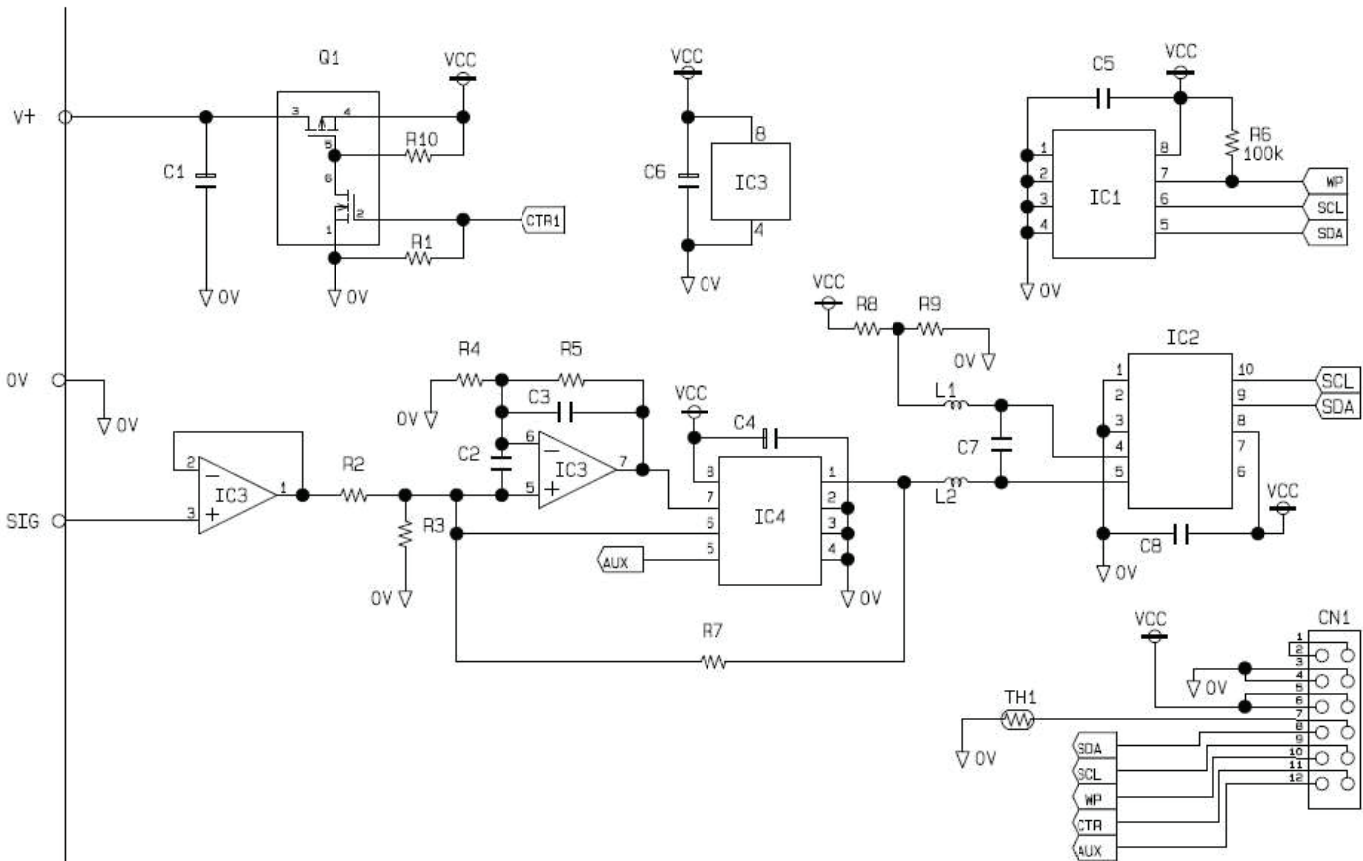 Q1
VCC
V+
3
4
5
R10
C1
6
2
CTR1
1
R1
0V
0V
VCC
8
C6
IC3
4
0V
VCC
C5
R6
100k
1
2
3
4
IC1
8
7
6
5
WP
SCL
SDA
0V
VCC
R8
R9
0V
0V
0V
R4
R5
0V
C3
C2
6
5
IC3
7
2
3
IC3
1
SIG
R2
R3
0V
VCC
C4
8
7
6
5
IC4
1
2
3
4
AUX
0V
R7
L1
C7
L2
IC2
1
2
3
4
5
10
9
8
7
6
SCL
SDA
VCC
C8
0V
VCC
CN1
1
2
3
4
5
6
7
8
9
10
11
12
0V
TH1
0V
SDA
SCL
WP
CTR
AUX